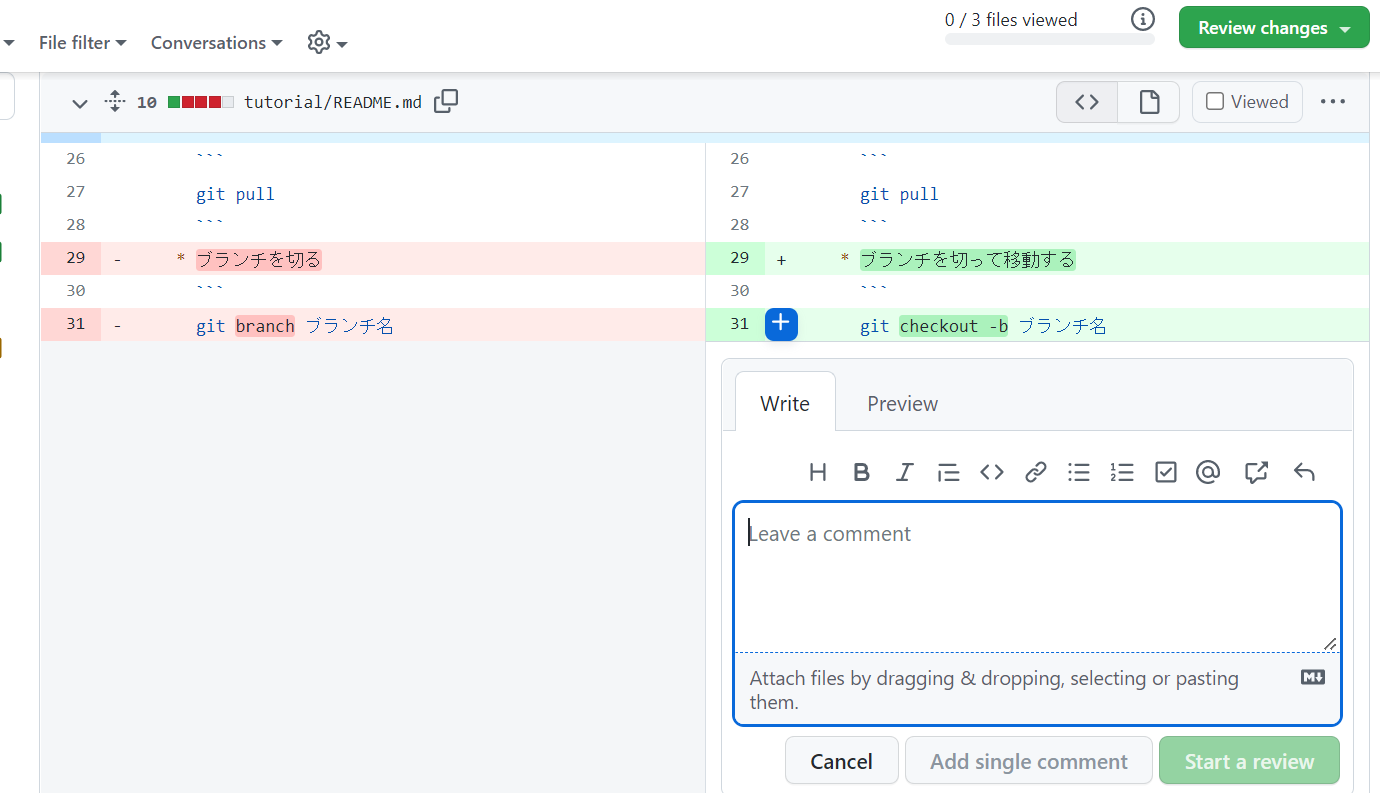 0 / 3 files viewed
File filter Conversations Review changes
10 tutorial/README.md Viewed
26 ``` 26 ```
27 git pull 27 git pull
28 ``` 28 ```
29 - * ブランチを切る 29 + * ブランチを切って移動する
30 ``` 30 ```
31 - git branch ブランチ名 31 + git checkout -b ブランチ名
Write Preview
Leave a comment
Attach files by dragging & dropping, selecting or pasting
them.
Cancel Add single comment Start a review